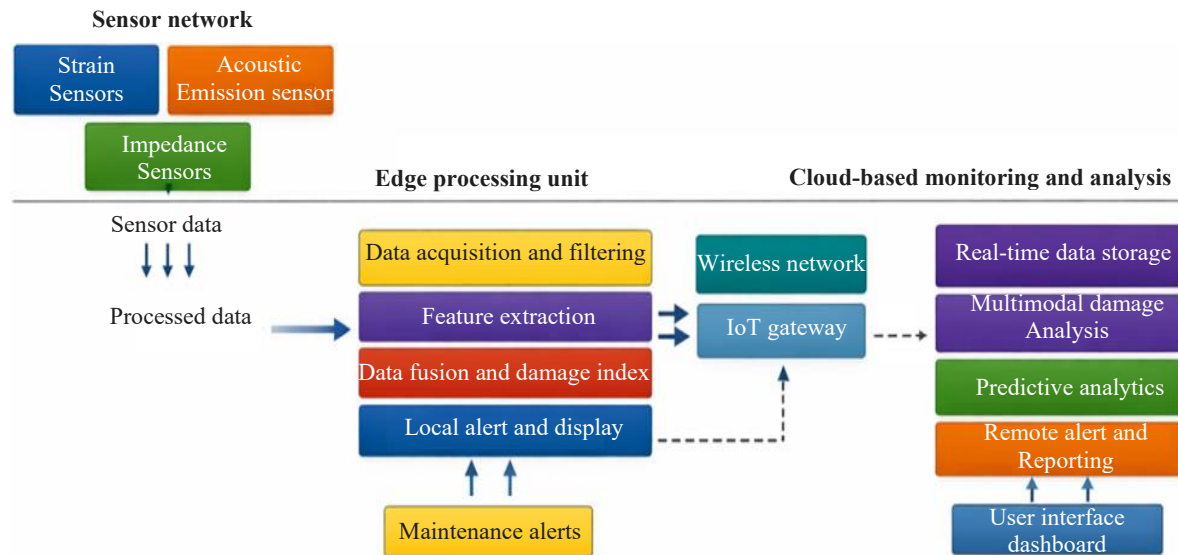 Sensor network
Strain
Sensors
Acoustic
Emission sensor
Impedance
Sensors
Edge processing unit
Cloud-based monitoring and analysis
Sensor data
Processed data
Data acquisition and filtering
Feature extraction
Data fusion and damage index
Local alert and display
Maintenance alerts
Wireless network
IoT gateway
Real-time data storage
Multimodal damage
Analysis
Predictive analytics
Remote alert and
Reporting
User interface
dashboard